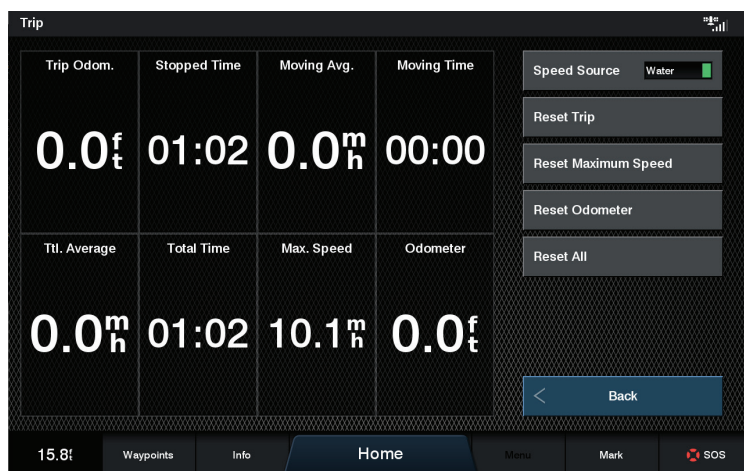 Trip
Trip Odom. Stopped Time Moving Avg. Moving Time
0.0ft 01:02 0.0mh 00:00
Ttl. Average Total Time Max. Speed Odometer
0.0mh 01:02 10.1mh 0.0ft
Speed Source Water
Reset Trip
Reset Maximum Speed
Reset Odometer
Reset All
Back
15.8ft Waypoints Info Home Menu Mark SOS